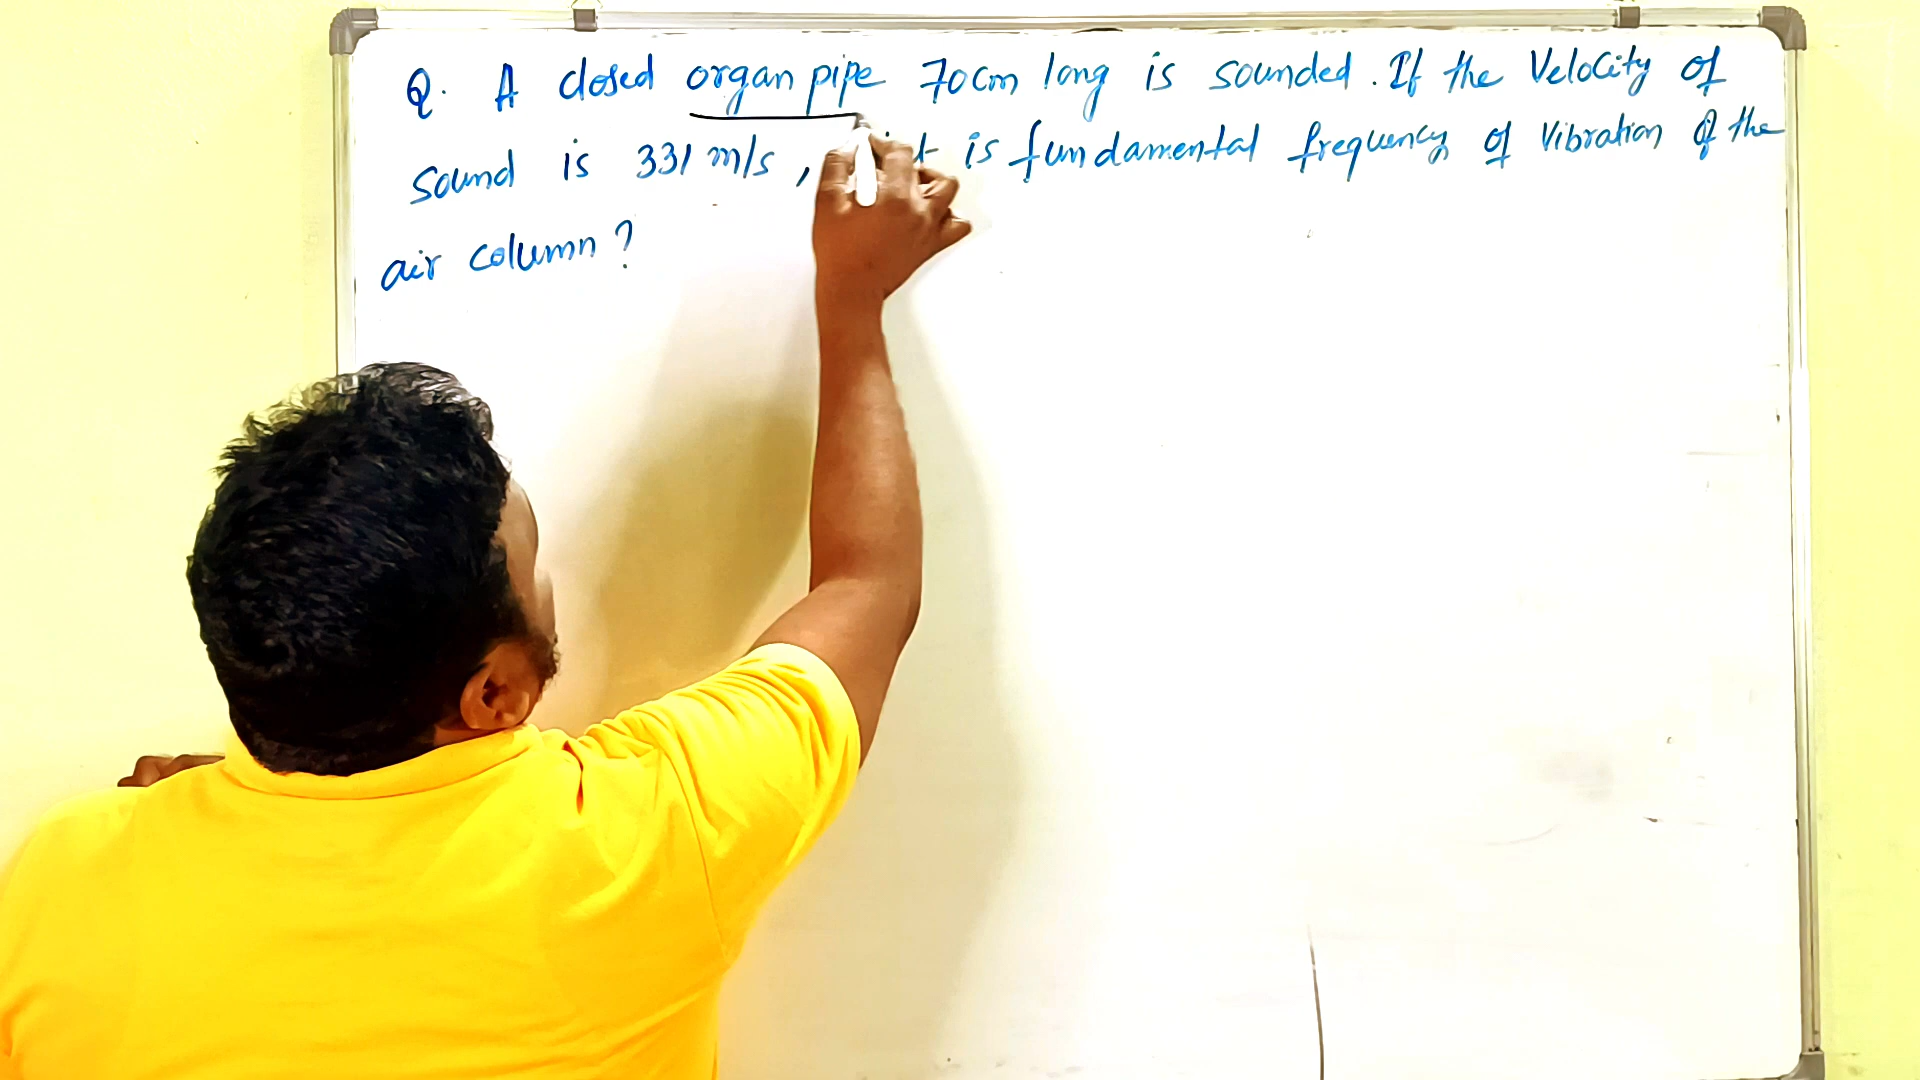 Q. A closed organ pipe 70cm long is sounded. If the Velocity of
sound is 331 m/s, is fundamental frequency of vibration of the
air column?